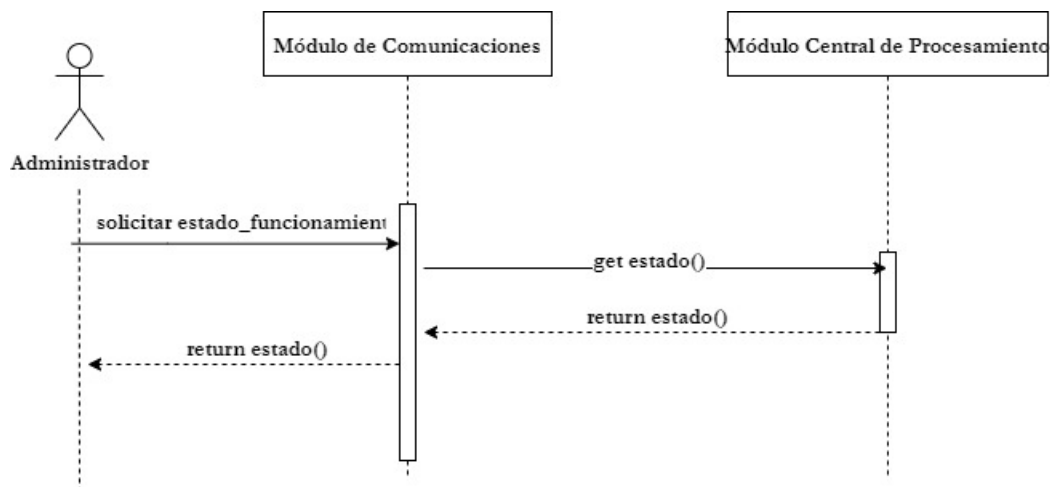 Módulo de Comunicaciones
Módulo Central de Procesamiento
Administrador
solicitar estado_funcionamient
get estado()
return estado()
return estado()